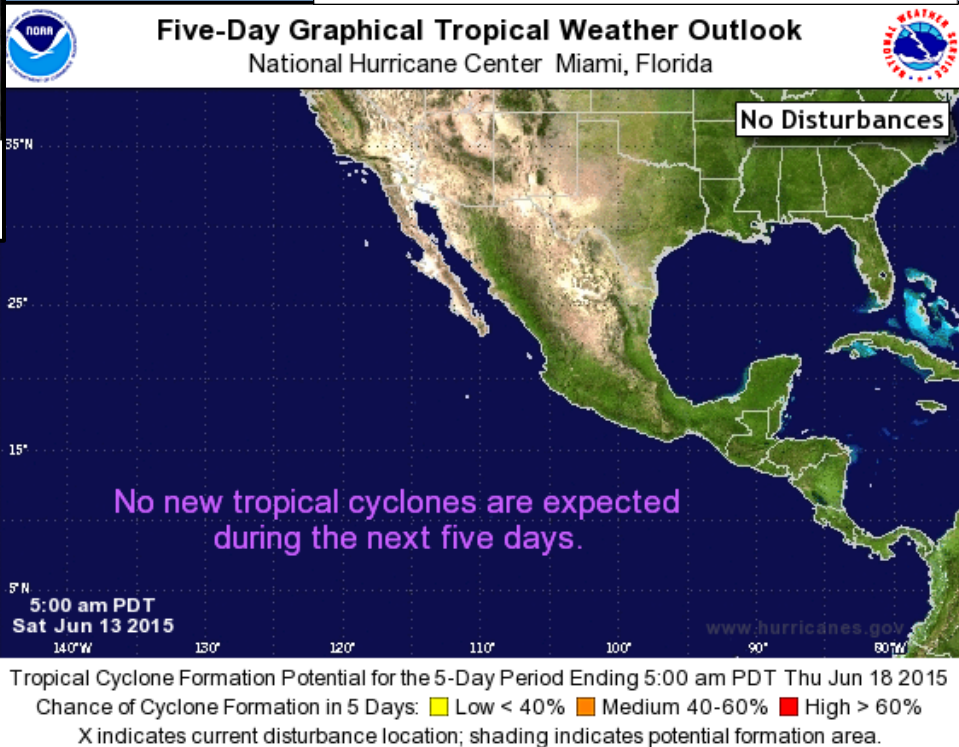 Five-Day Graphical Tropical Weather Outlook
National Hurricane Center Miami, Florida
NOAA
NATIONAL WEATHER SERVICE
No Disturbances
35°N
25°
15°
No new tropical cyclones are expected
during the next five days.
5°N
5:00 am PDT
Sat Jun 13 2015
www.hurricanes.gov
140°W 130° 120° 110° 100° 90° 80°W
Tropical Cyclone Formation Potential for the 5-Day Period Ending 5:00 am PDT Thu Jun 18 2015
Chance of Cyclone Formation in 5 Days: Low < 40% Medium 40-60% High > 60%
X indicates current disturbance location; shading indicates potential formation area.